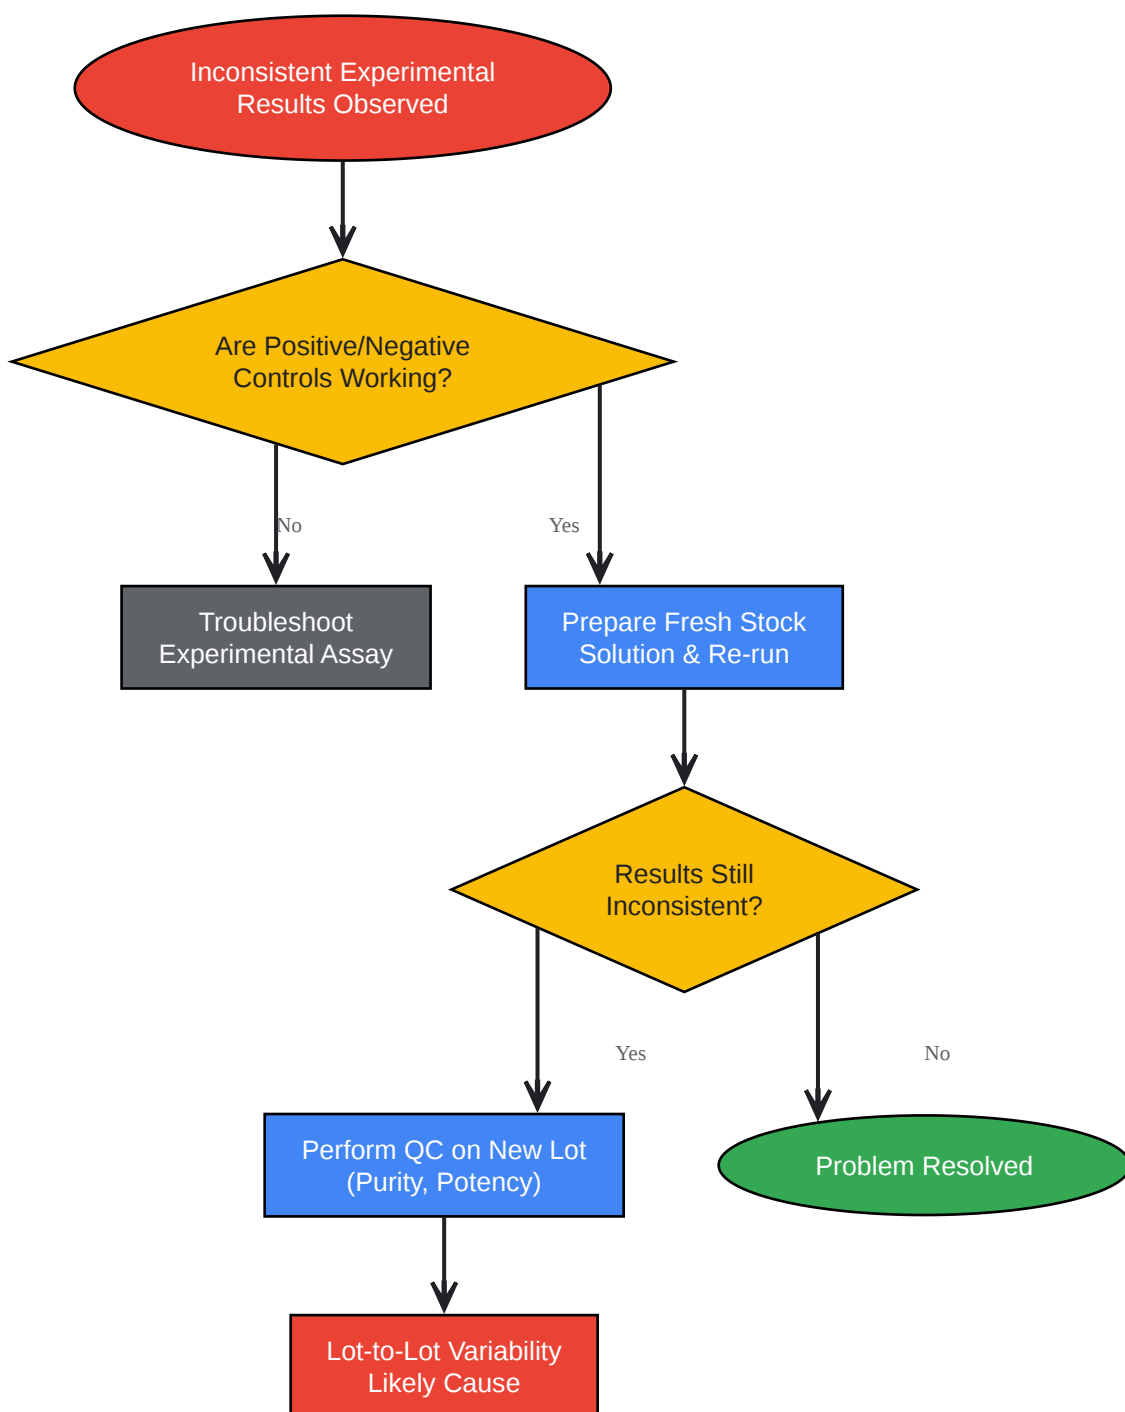 Inconsistent Experimental
Results Observed
Are Positive/Negative
Controls Working?
No
Yes
Troubleshoot
Experimental Assay
Prepare Fresh Stock
Solution & Re-run
Results Still
Inconsistent?
Yes
No
Perform QC on New Lot
(Purity, Potency)
Problem Resolved
Lot-to-Lot Variability
Likely Cause